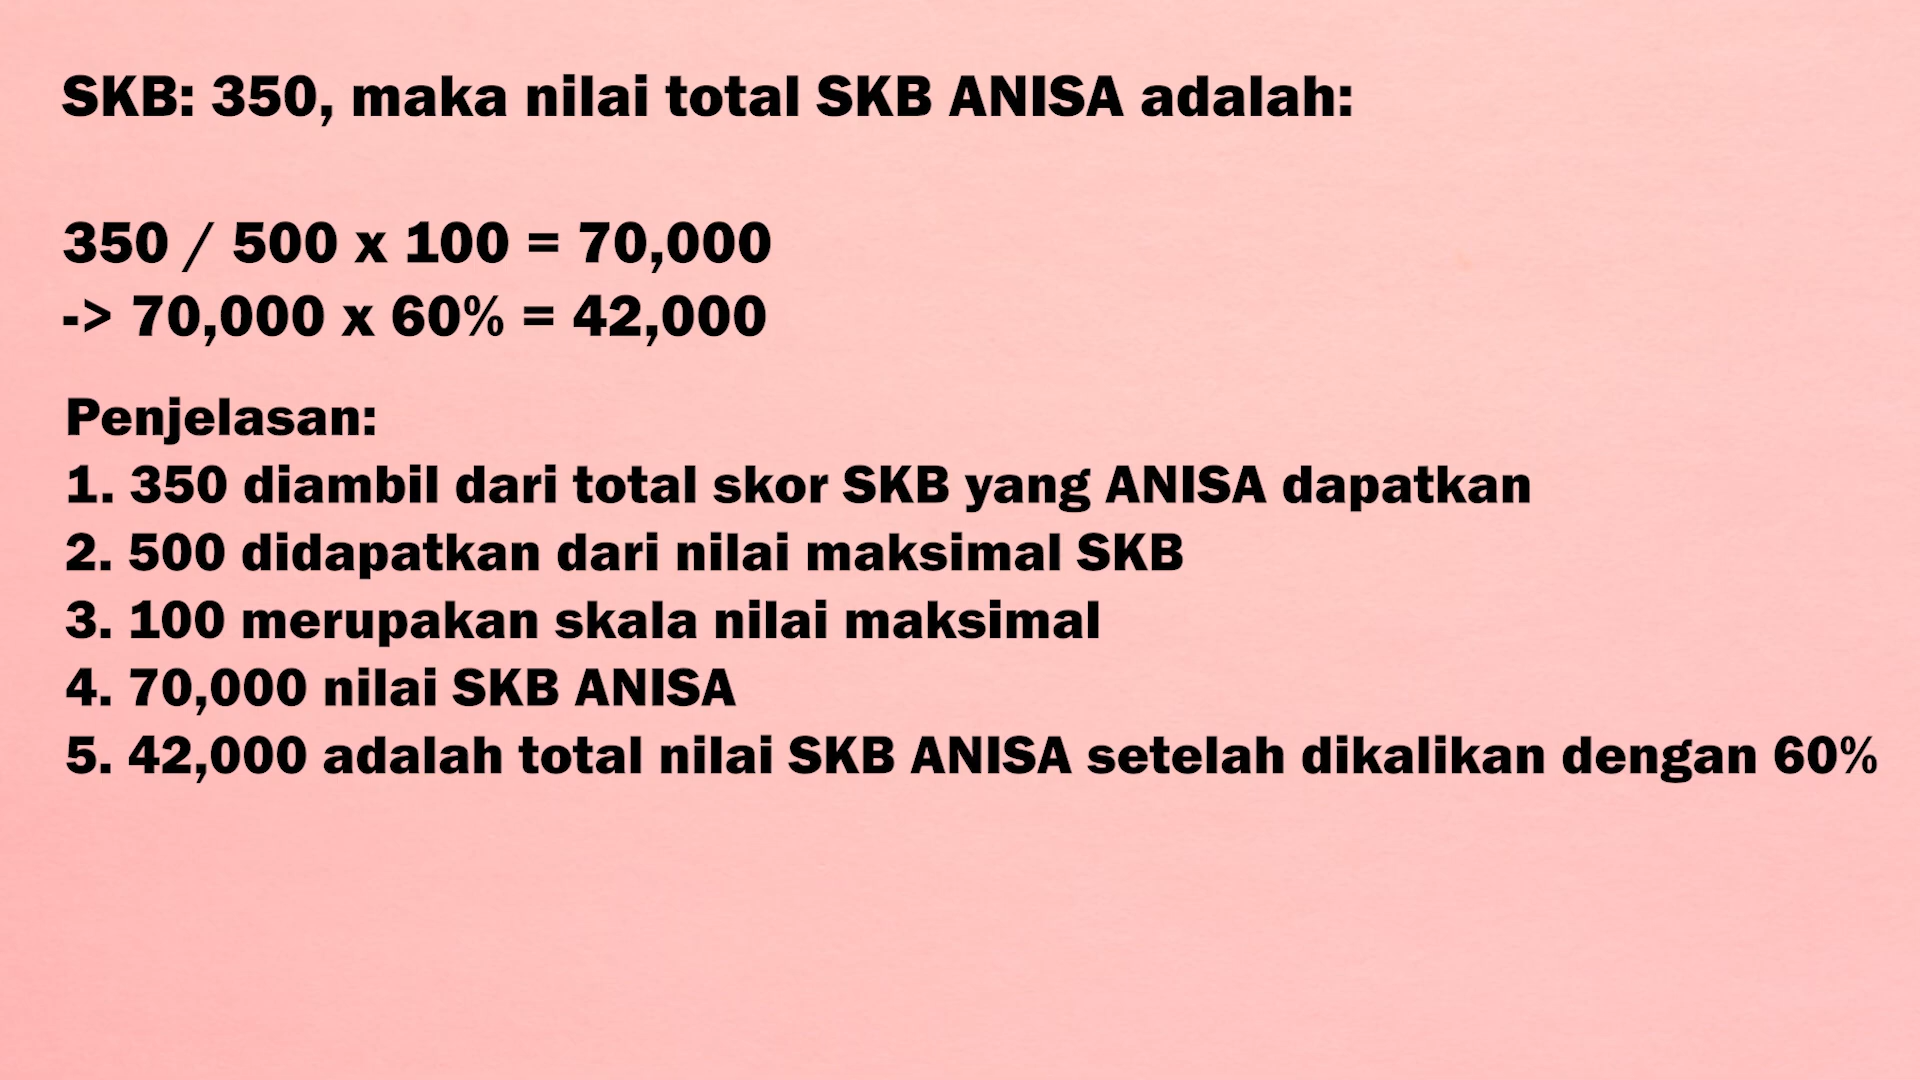 SKB: 350, maka nilai total SKB ANISA adalah:
350 / 500 x 100 = 70,000
-> 70,000 x 60% = 42,000
Penjelasan:
1. 350 diambil dari total skor SKB yang ANISA dapatkan
2. 500 didapatkan dari nilai maksimal SKB
3. 100 merupakan skala nilai maksimal
4. 70,000 nilai SKB ANISA
5. 42,000 adalah total nilai SKB ANISA setelah dikalikan dengan 60%